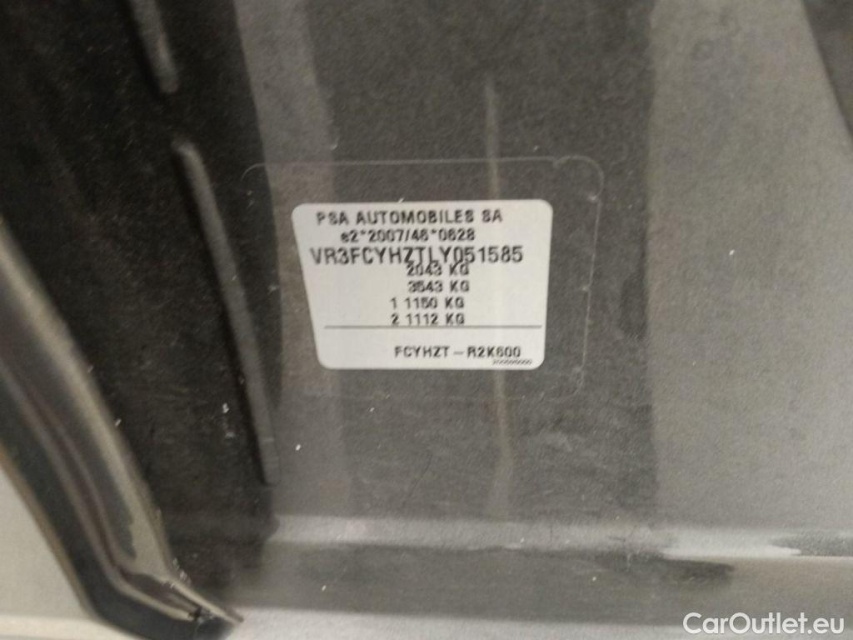 PSA AUTOMOBILES SA
e2*2007/46*0628
VR3FCYHZTLY051585
2043 KG
3543 KG
1 1150 KG
2 1112 KG
FCYHZT - R2K600
CarOutlet.eu